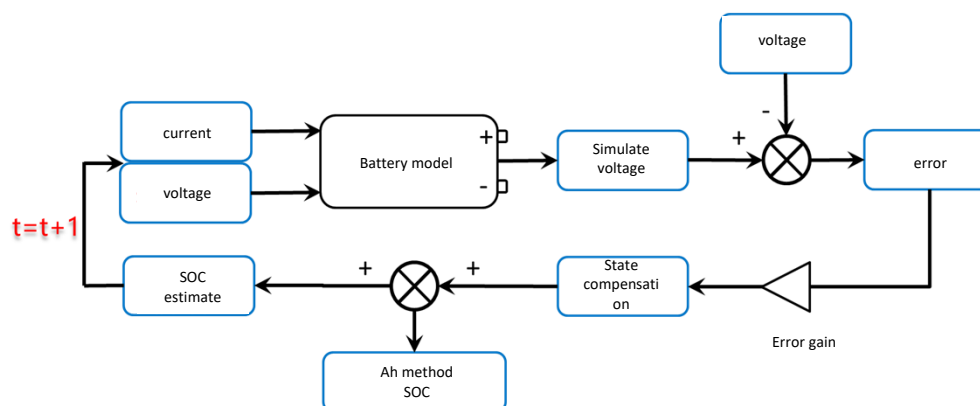 voltage
-
current
+
Battery model
Simulate
voltage
+
error
voltage
-
t=t+1
SOC
estimate
+
+
State
compensati
on
Error gain
Ah method
SOC